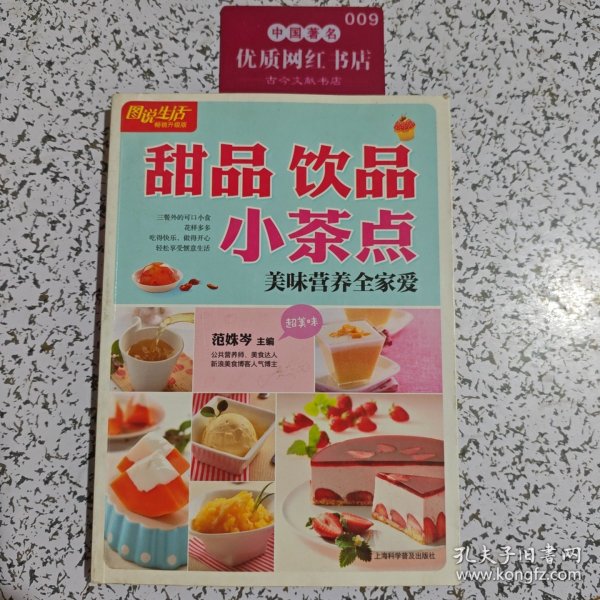 009
中国著名
优质网红书店
古今文献书店
图说生活
畅销升级版
甜品 饮品
小茶点
三餐外的可口小食
花样多多
吃得快乐,做得开心
轻松享受惬意生活
美味营养全家爱
超美味
范姝岑 主编
公共营养师、美食达人
新浪美食博客人气博主
上海科学普及出版社
孔夫子旧书网
www.kongfz.com